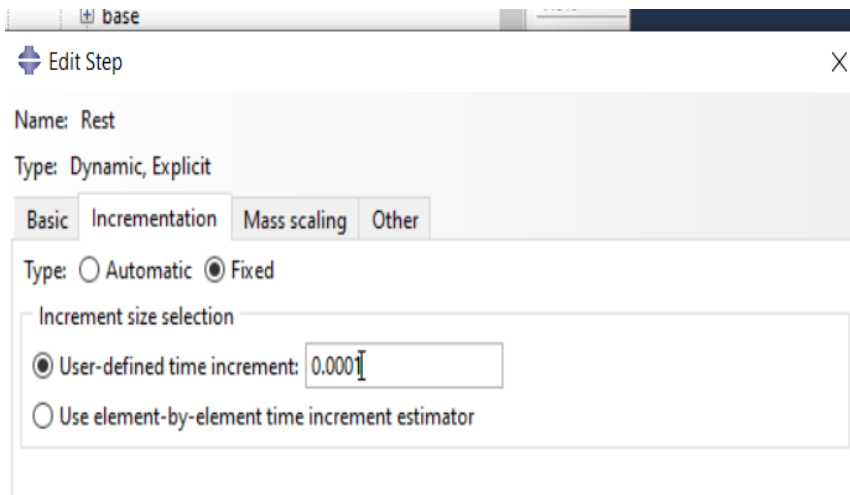 base
Edit Step
Name: Rest
Type: Dynamic, Explicit
Basic Incrementation Mass scaling Other
Type: Automatic Fixed
Increment size selection
User-defined time increment: 0.0001
Use element-by-element time increment estimator